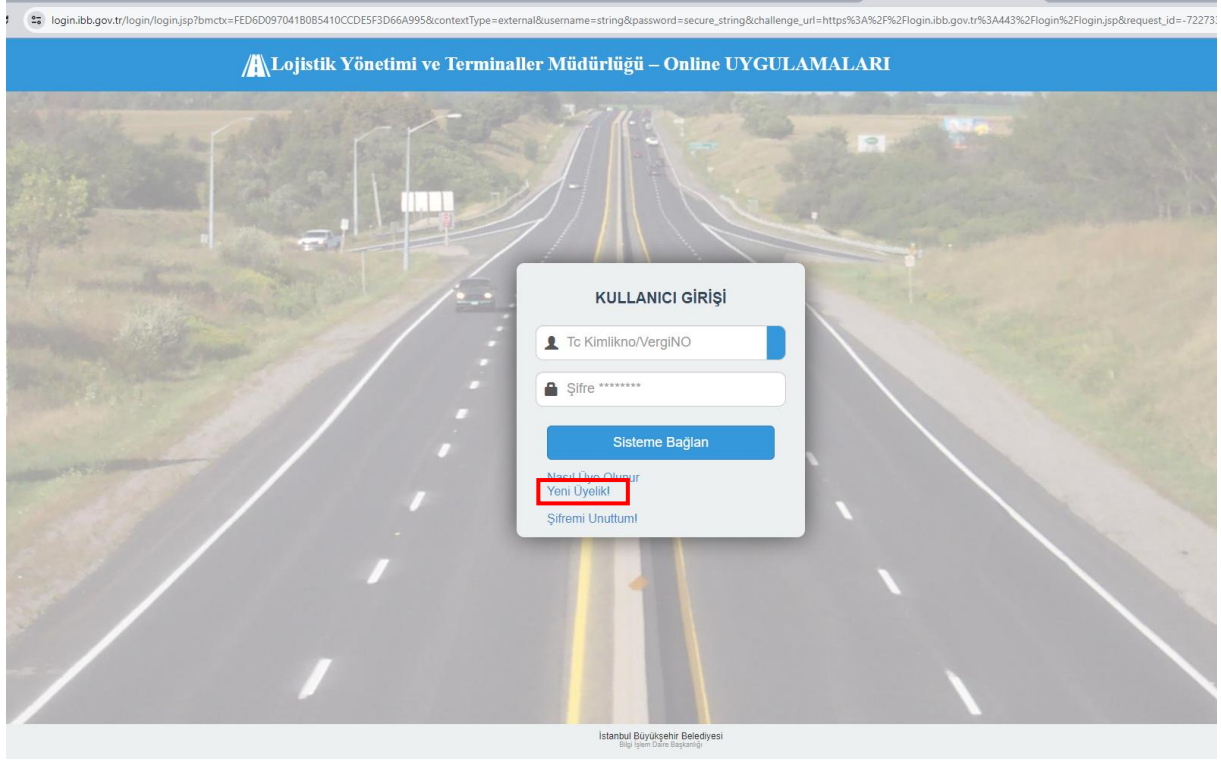 login.ibb.gov.tr/login/login.jsp?bmctx=FED6D097041B0B5410CCDE5F3D66A995&contextType=external&username=string&password=secure_string&challenge_url=https%3A%2F%2Flogin.ibb.gov.tr%3A443%2Flogin%2Flogin.jsp&request_id=-72273
Lojistik Yönetimi ve Terminaller Müdürlüğü – Online UYGULAMALARI
KULLANICI GİRİŞİ
Tc Kimlikno/VergiNO
Şifre ********
Sisteme Bağlan
Nasıl Üye Olunur
Yeni Üyelik!
Şifremi Unuttum!
İstanbul Büyükşehir Belediyesi
Bilgi İşlem Daire Başkanlığı